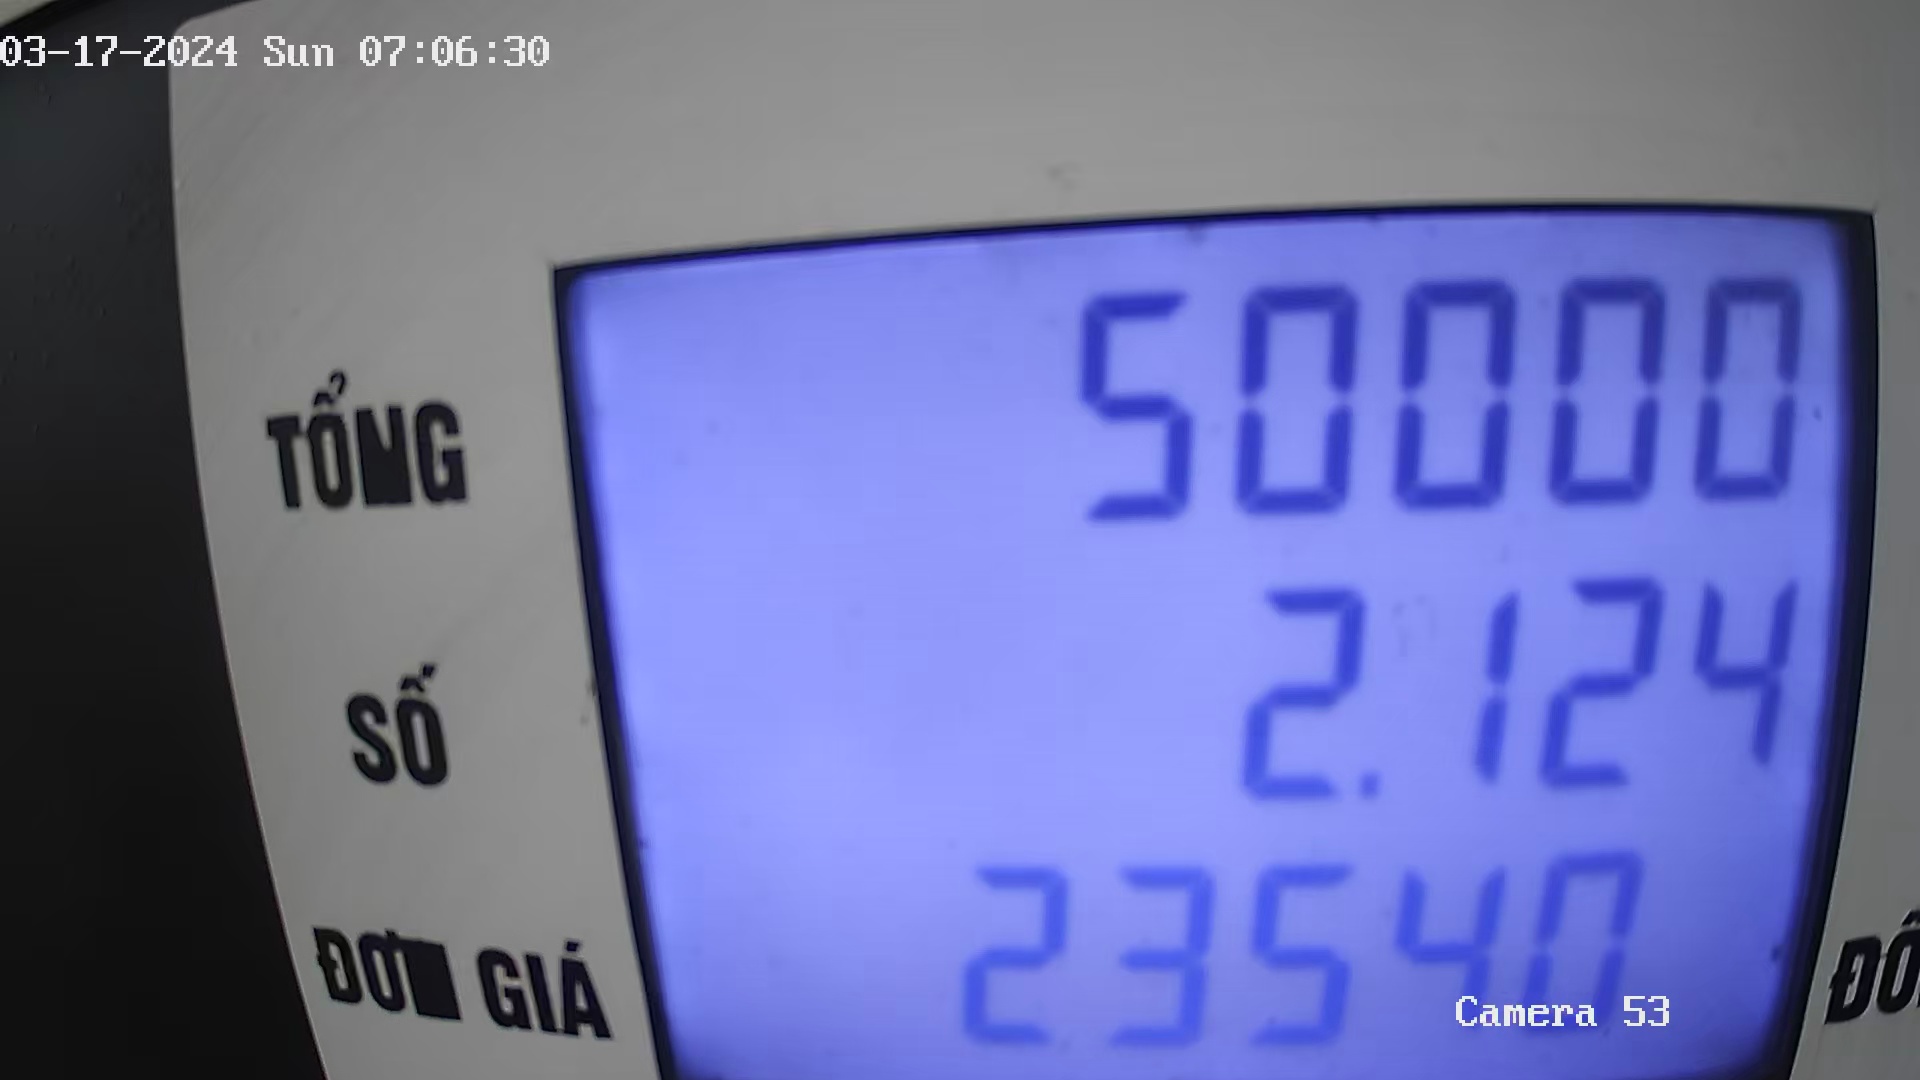 03-17-2024 Sun 07:06:30
TỔNG 50000
SỐ 2.124
ĐƠN GIÁ 23540
Camera 53